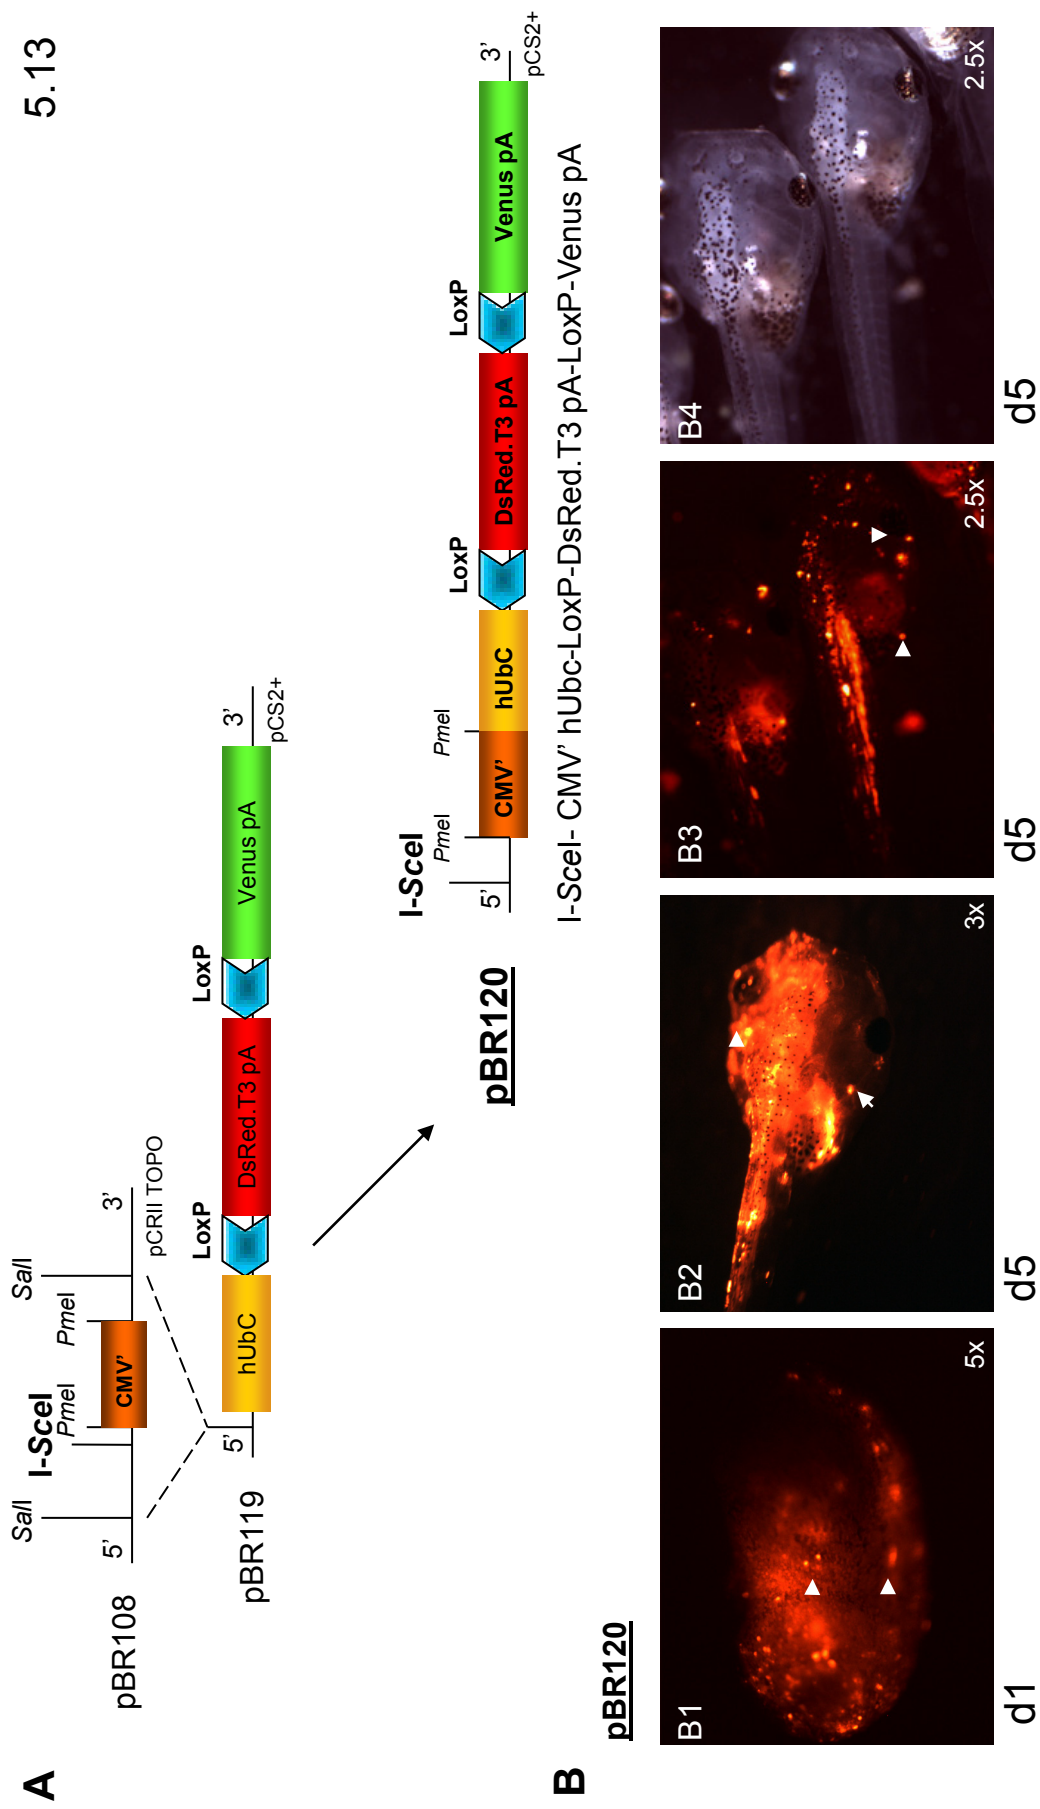 5.13
A
SalI
I-SceI
PmeI
PmeI
SalI
pBR108
5’
CMV’
3’
pCRII TOPO
LoxP
LoxP
pBR119
5’
hUbC
DsRed.T3 pA
Venus pA
3’
pCS2+
pBR120
I-SceI
PmeI
PmeI
LoxP
LoxP
5’
CMV’
hUbC
DsRed.T3 pA
Venus pA
3’
pCS2+
I-SceI- CMV’ hUbc-LoxP-DsRed.T3 pA-LoxP-Venus pA
B
pBR120
B1
5x
d1
B2
3x
d5
B3
2.5x
d5
B4
2.5x
d5